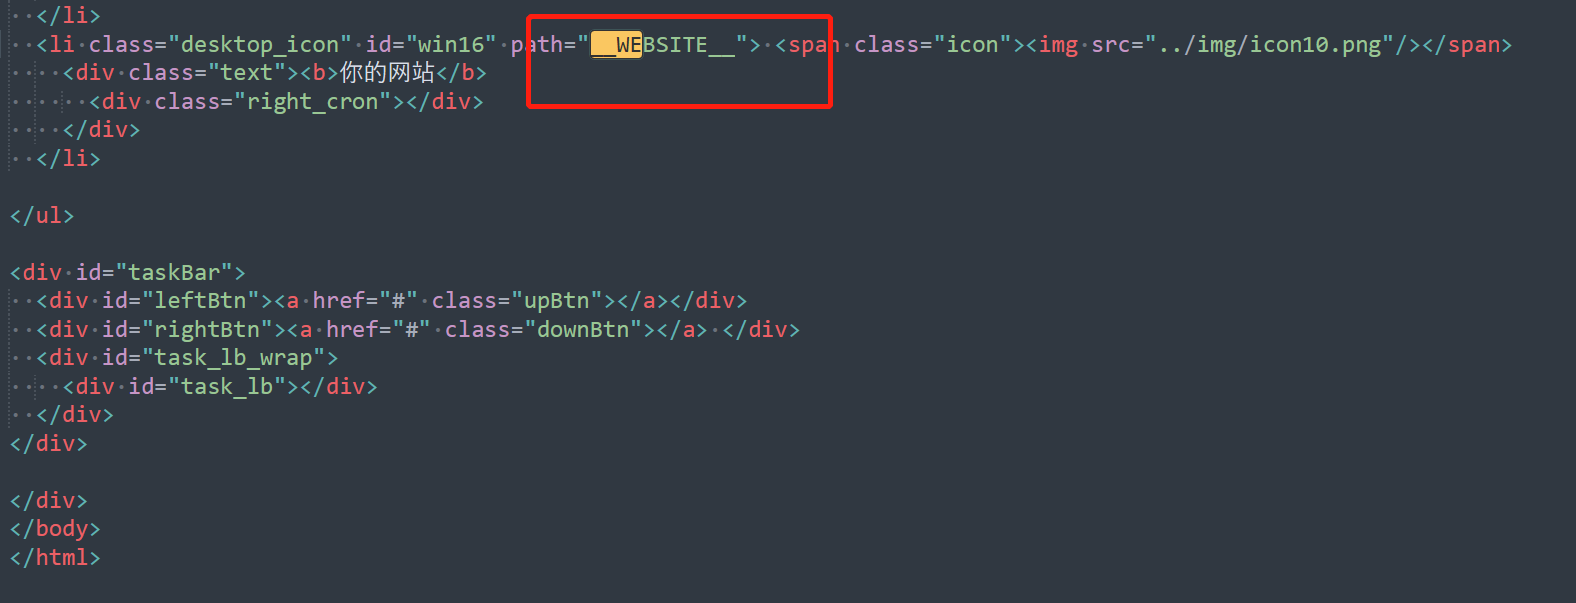 </li>
<li class="desktop_icon" id="win16" path="__WEBSITE__"> <span class="icon"><img src="../img/icon10.png"/></span>
<div class="text"><b>你的网站</b>
<div class="right_cron"></div>
</div>
</li>
</ul>
<div id="taskBar">
<div id="leftBtn"><a href="#" class="upBtn"></a></div>
<div id="rightBtn"><a href="#" class="downBtn"></a> </div>
<div id="task_lb_wrap">
<div id="task_lb"></div>
</div>
</div>
</div>
</body>
</html>